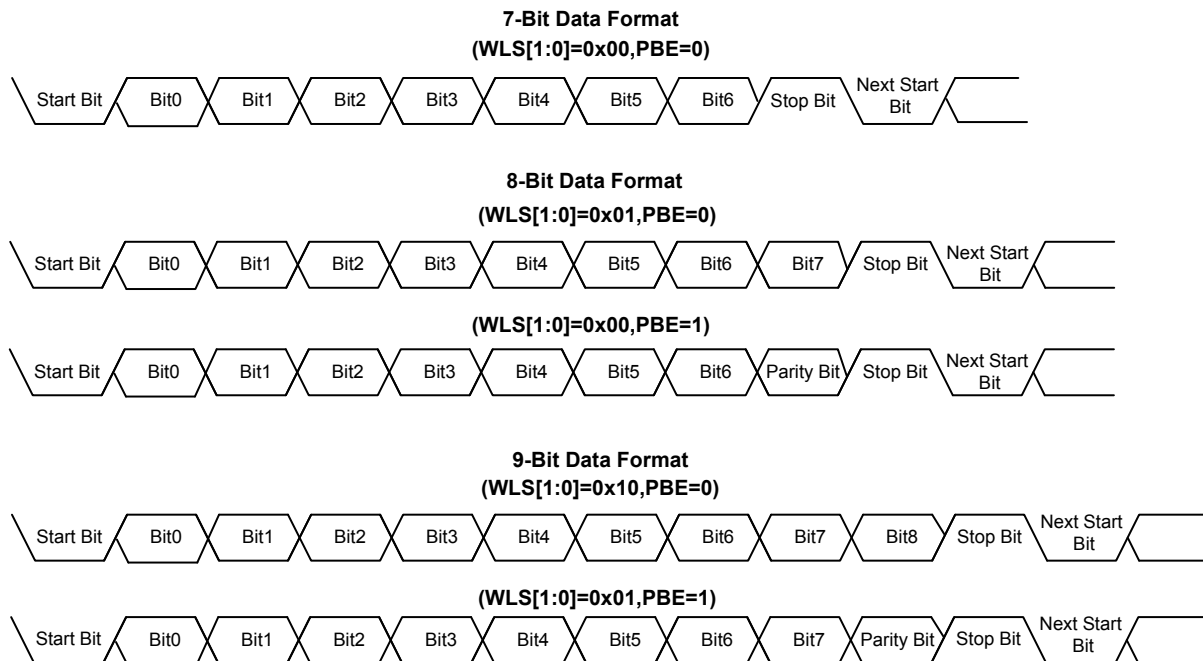 7-Bit Data Format
(WLS[1:0]=0x00,PBE=0)
Start Bit Bit0 Bit1 Bit2 Bit3 Bit4 Bit5 Bit6 Stop Bit Next Start Bit
8-Bit Data Format
(WLS[1:0]=0x01,PBE=0)
Start Bit Bit0 Bit1 Bit2 Bit3 Bit4 Bit5 Bit6 Bit7 Stop Bit Next Start Bit
(WLS[1:0]=0x00,PBE=1)
Start Bit Bit0 Bit1 Bit2 Bit3 Bit4 Bit5 Bit6 Parity Bit Stop Bit Next Start Bit
9-Bit Data Format
(WLS[1:0]=0x10,PBE=0)
Start Bit Bit0 Bit1 Bit2 Bit3 Bit4 Bit5 Bit6 Bit7 Bit8 Stop Bit Next Start Bit
(WLS[1:0]=0x01,PBE=1)
Start Bit Bit0 Bit1 Bit2 Bit3 Bit4 Bit5 Bit6 Bit7 Parity Bit Stop Bit Next Start Bit